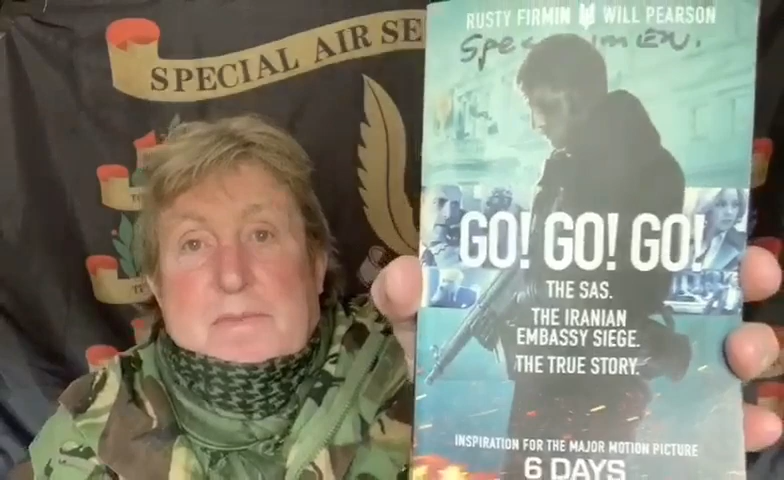 SPECIAL AIR SE
RUSTY FIRMIN WILL PEARSON
GO! GO! GO!
THE SAS.
THE IRANIAN
EMBASSY SIEGE.
THE TRUE STORY.
INSPIRATION FOR THE MAJOR MOTION PICTURE
6 DAYS